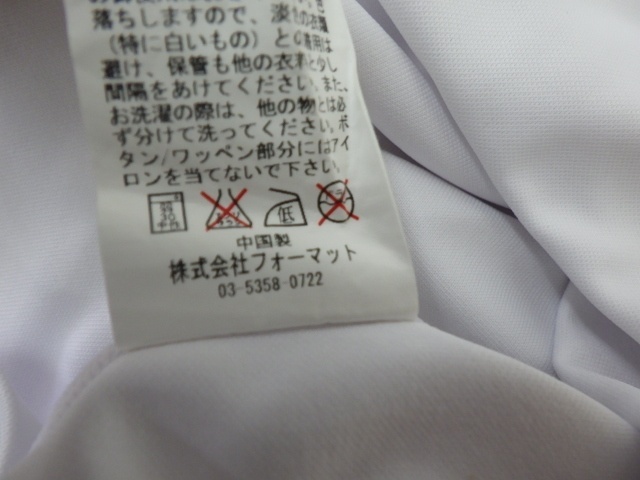 落ちしますので、淡色の衣類
（特に白いもの）との着用は
避け、保管も他の衣料と少し
間隔をあけてください。また、
お洗濯の際は、他の物とは必
ず分けて洗ってください。ボ
タン/ワッペン部分にはアイ
ロンを当てないで下さい。
低
中国製
株式会社フォーマット
03-5358-0722